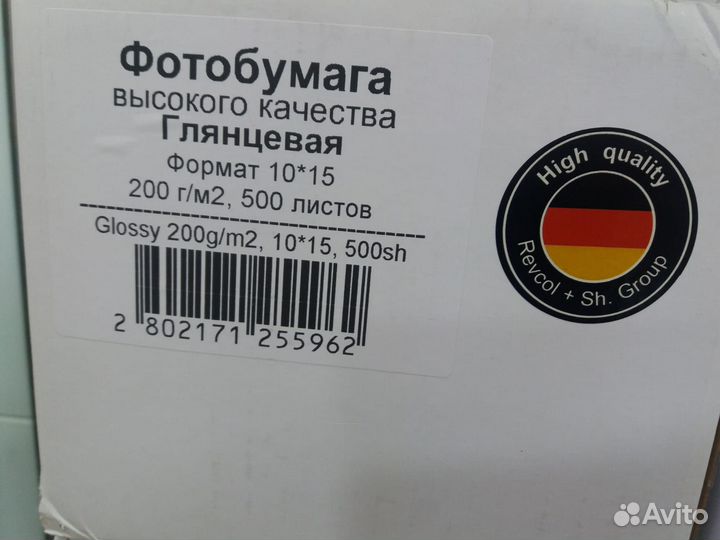 Фотобумага
высокого качества
Глянцевая
Формат 10*15
200 г/м2, 500 листов
Glossy 200g/m2, 10*15, 500sh
2 802171 255962
High quality
Revcol + Sh. Group
Avito